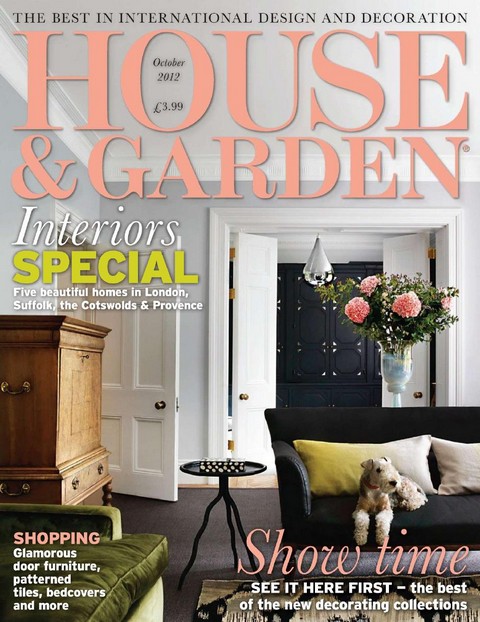 THE BEST IN INTERNATIONAL DESIGN AND DECORATION
HOUSE
October
2012
£3.99
& GARDEN®
Interiors
SPECIAL
Five beautiful homes in London,
Suffolk, the Cotswolds & Provence
SHOPPING
Glamorous
door furniture,
patterned
tiles, bedcovers
and more
Show time
SEE IT HERE FIRST – the best
of the new decorating collections